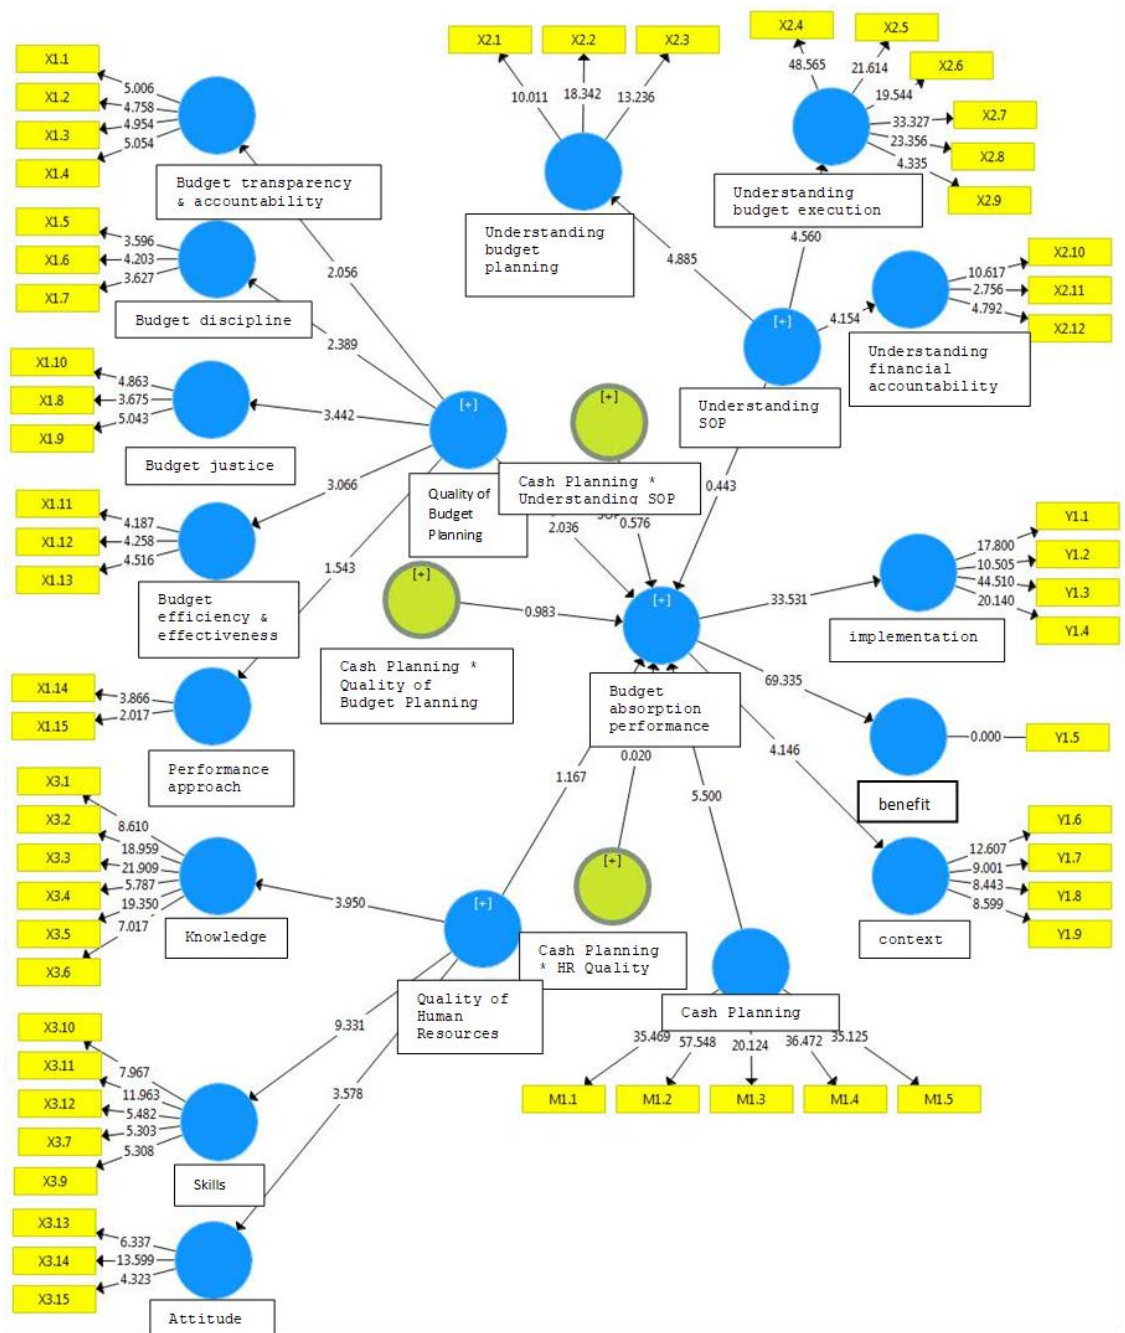 X1.1
X1.2
X1.3
X1.4
5.006
4.758
4.954
5.054
Budget transparency
& accountability
X1.5
X1.6
X1.7
3.596
4.203
3.627
Budget discipline
X1.10
X1.8
X1.9
4.863
3.675
5.043
Budget justice
X1.11
X1.12
X1.13
4.187
4.258
4.516
Budget
efficiency &
effectiveness
X1.14
X1.15
3.866
2.017
Performance
approach
2.056
2.389
3.442
3.066
1.543
[+]
Quality of
Budget
Planning
X2.1
X2.2
X2.3
10.011
18.342
13.236
Understanding
budget
planning
X2.4
X2.5
X2.6
X2.7
X2.8
X2.9
48.565
21.614
19.544
33.327
23.356
4.335
Understanding
budget execution
X2.10
X2.11
X2.12
10.617
2.756
4.792
Understanding
financial
accountability
4.885
4.560
4.154
[+]
Understanding
SOP
[+]
Cash Planning *
Understanding SOP
2.036
0.576
0.443
[+]
Cash Planning *
Quality of
Budget Planning
0.983
[+]
Budget
absorption
performance
33.531
69.335
4.146
Y1.1
Y1.2
Y1.3
Y1.4
17.800
10.505
44.510
20.140
implementation
0.000
Y1.5
benefit
Y1.6
Y1.7
Y1.8
Y1.9
12.607
9.001
8.443
8.599
context
1.167
0.020
5.500
X3.1
X3.2
X3.3
X3.4
X3.5
X3.6
8.610
18.959
21.909
5.787
19.350
7.017
Knowledge
3.950
9.331
3.578
[+]
Quality of
Human
Resources
[+]
Cash Planning
* HR Quality
Cash Planning
35.469
57.548
20.124
36.472
35.125
M1.1
M1.2
M1.3
M1.4
M1.5
X3.10
X3.11
X3.12
X3.7
X3.9
7.967
11.963
5.482
5.303
5.308
Skills
X3.13
X3.14
X3.15
6.337
13.599
4.323
Attitude